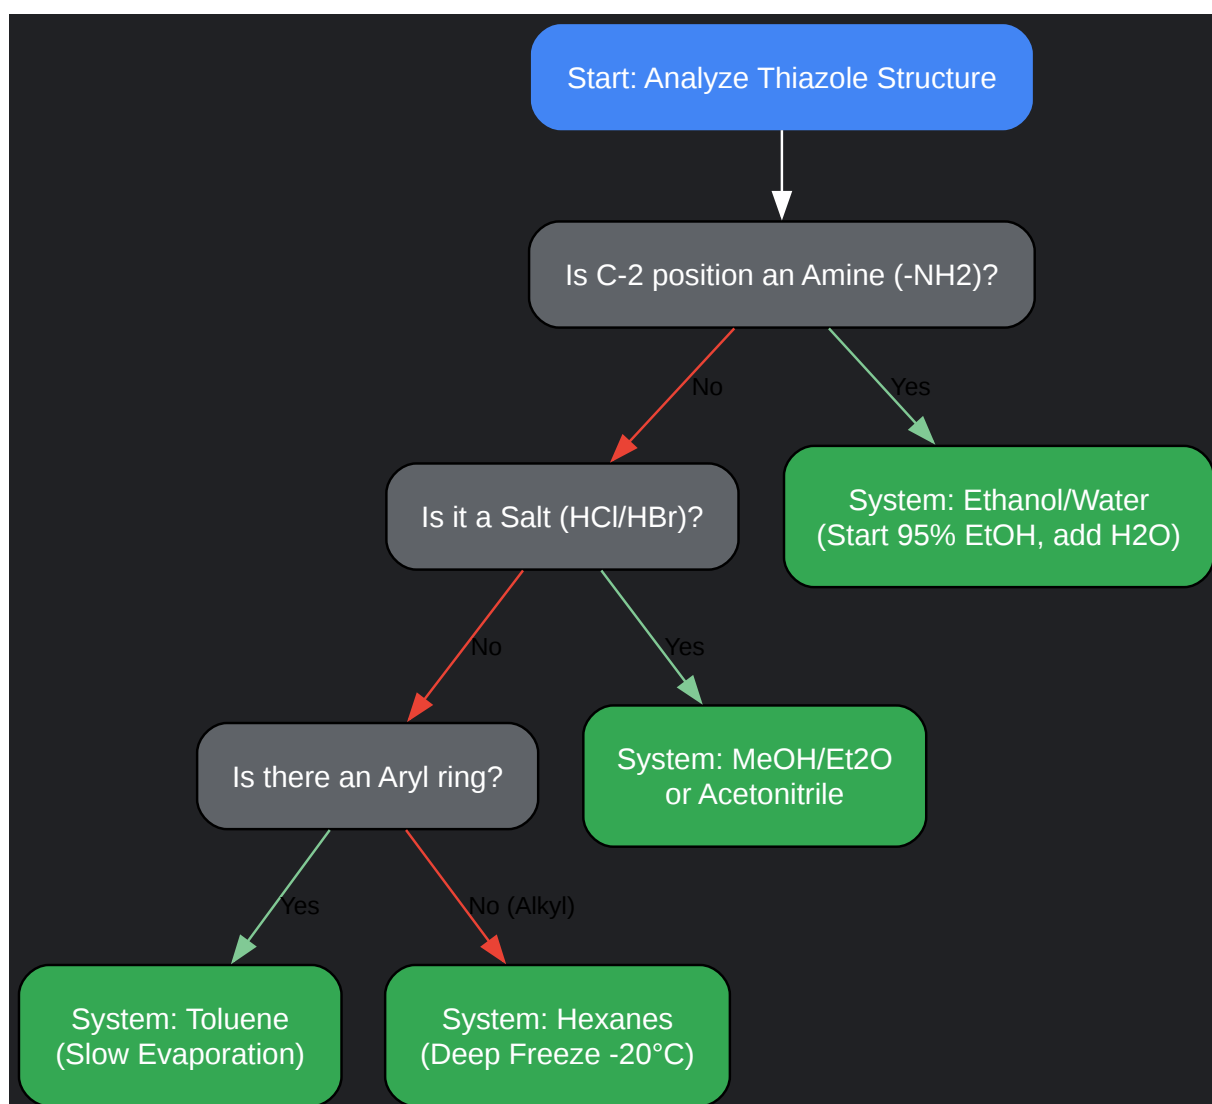 Start: Analyze Thiazole Structure
Is C-2 position an Amine (-NH2)?
No
Yes
System: Ethanol/Water
(Start 95% EtOH, add H2O)
Is it a Salt (HCl/HBr)?
No
Yes
System: MeOH/Et2O
or Acetonitrile
Is there an Aryl ring?
Yes
No (Alkyl)
System: Toluene
(Slow Evaporation)
System: Hexanes
(Deep Freeze -20°C)